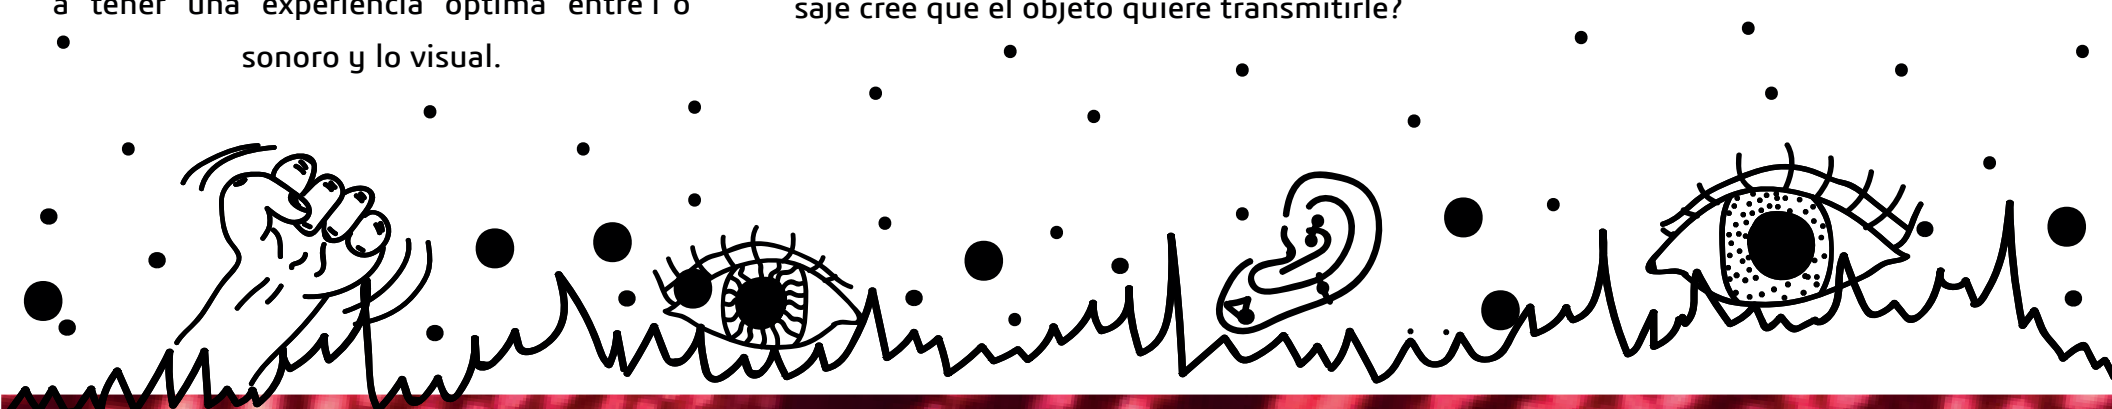 a tener una experiencia óptima entre l o
sonoro y lo visual.
saje cree que el objeto quiere transmitirle?